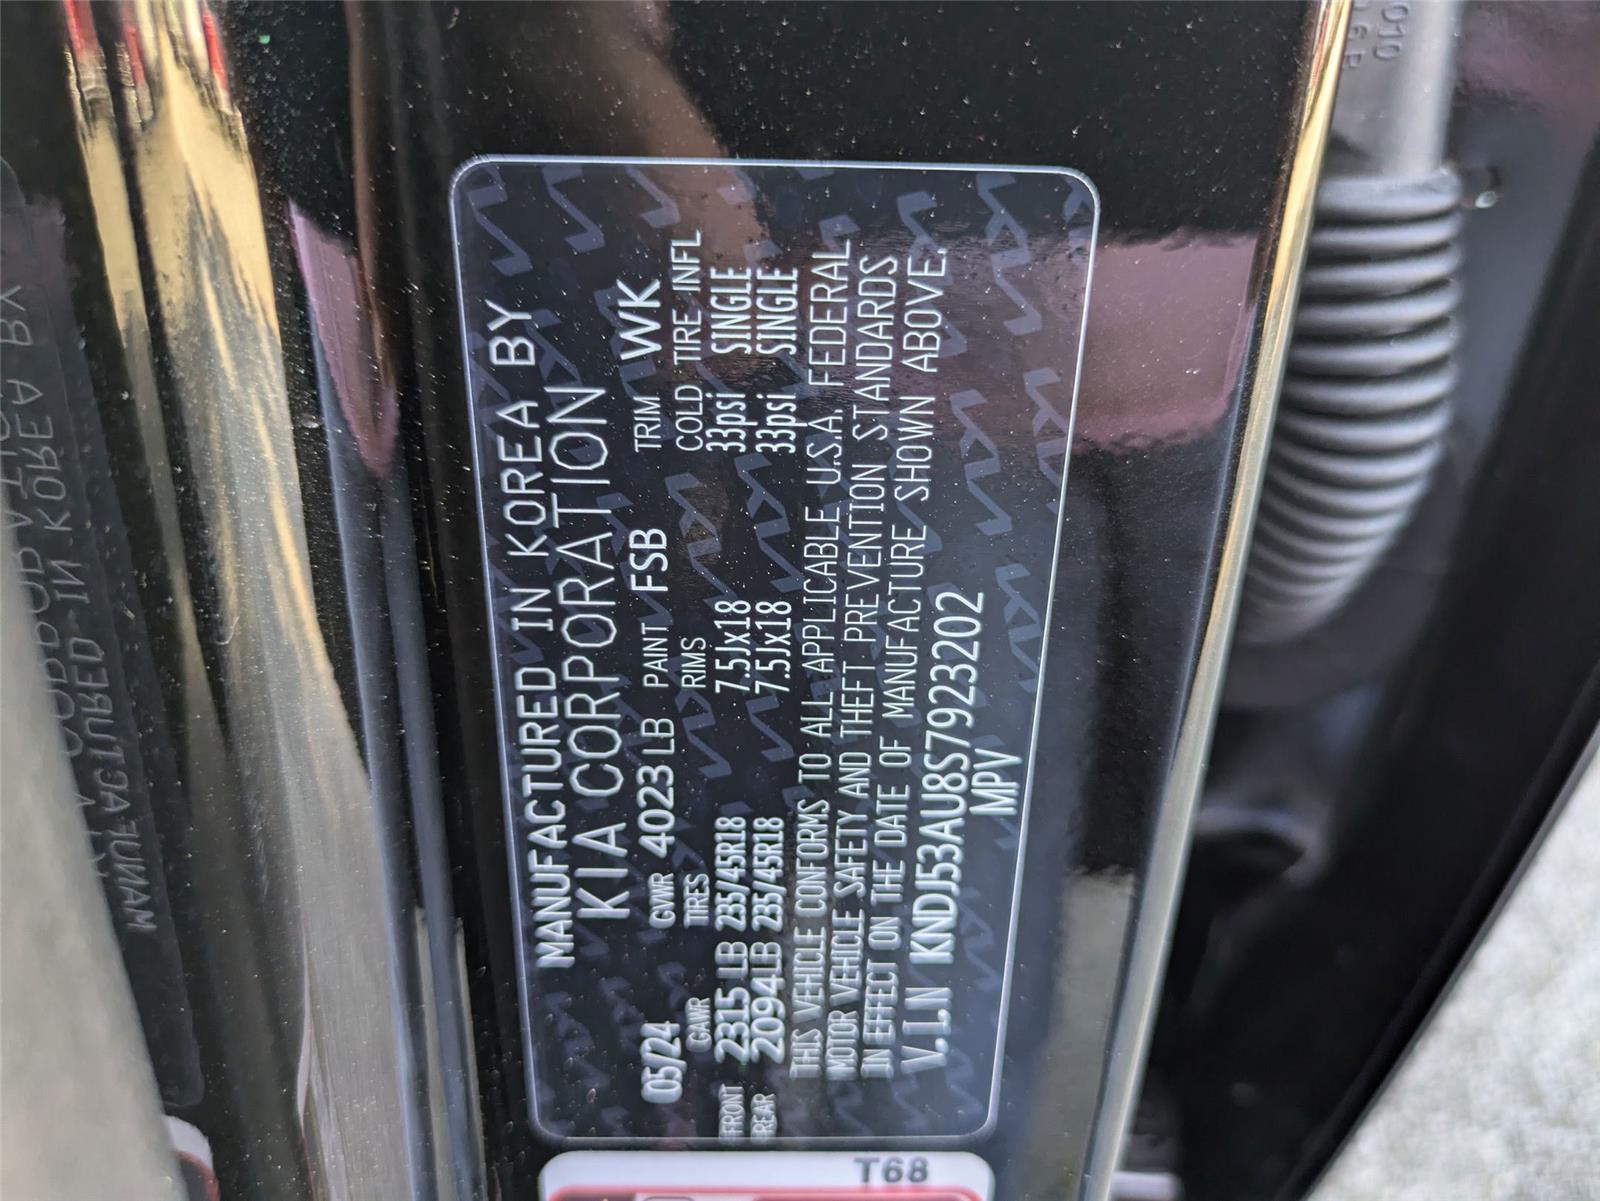 MANUFACTURED IN KOREA BY
KIA CORPORATION
05/24 GVWR 4023 LB PAINT FSB TRIM WK
GAWR TIRES RIMS COLD TIRE INFL
FRONT 2315 LB 235/45R18 7.5Jx18 33psi SINGLE
REAR 2094 LB 235/45R18 7.5Jx18 33psi SINGLE
THIS VEHICLE CONFORMS TO ALL APPLICABLE U.S.A. FEDERAL
MOTOR VEHICLE SAFETY AND THEFT PREVENTION STANDARDS
IN EFFECT ON THE DATE OF MANUFACTURE SHOWN ABOVE.
V.I.N KNDJ53AU8S7923202
MPV
T68